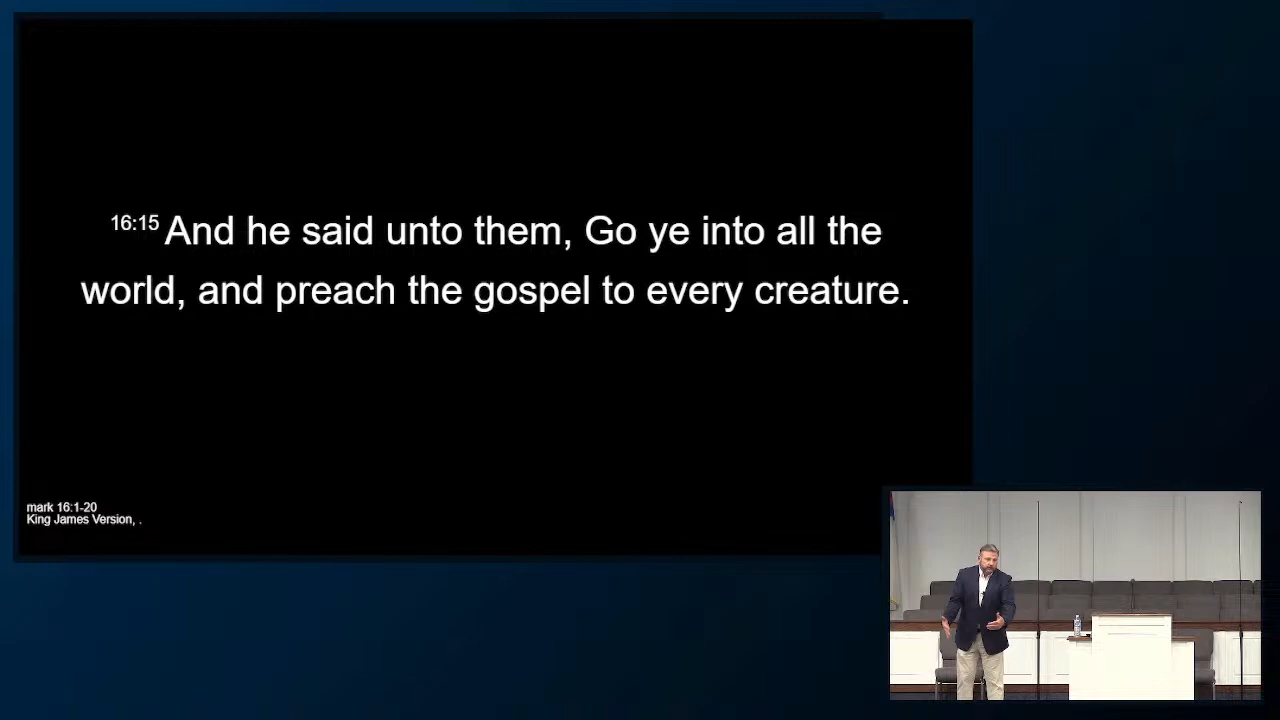 16:15 And he said unto them, Go ye into all the
world, and preach the gospel to every creature.
mark 16:1-20
King James Version, .